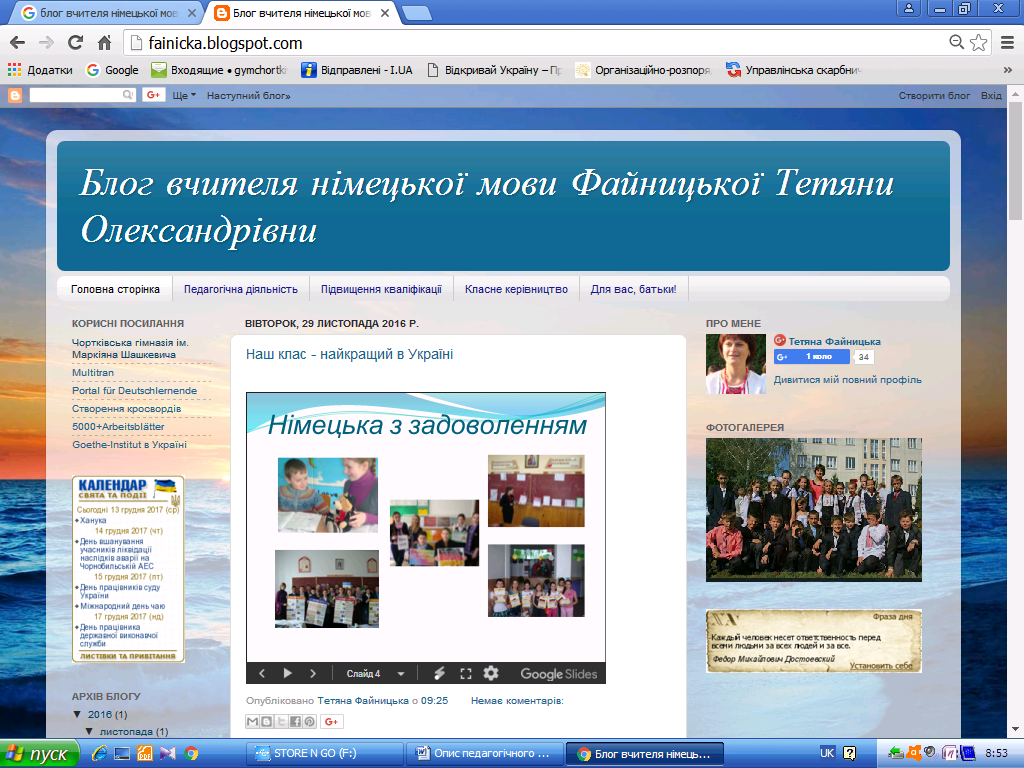 блог вчителя німецької мов
Блог вчителя німецької мов
fainicka.blogspot.com
Додатки
Google
Входящие • gymchortki
Відправлені - I.UA
Відкривай Україну – Пр
Організаційно-розпоря
Управлінська скарбни
»
G+
Ще
Наступний блог»
Створити блог
Вхід
Блог вчителя німецької мови Файницької Тетяни
Олександрівни
Головна сторінка
Педагогічна діяльність
Підвищення кваліфікації
Класне керівництво
Для вас, батьки!
КОРИСНІ ПОСИЛАННЯ
Чортківська гімназія ім.
Маркіяна Шашкевича
Multitran
Portal für Deutschlernende
Створення кросвордів
5000+Arbeitsblätter
Goethe-Institut в Україні
КАЛЕНДАР
СВЯТА ТА ПОДІЇ
Сьогодні 13 грудня 2017 (ср)
Ханука
14 грудня 2017 (чт)
День вшанування
учасників ліквідації
наслідків аварії на
Чорнобильській АЕС
15 грудня 2017 (пт)
День працівників суду
України
Міжнародний день чаю
17 грудня 2017 (нд)
День працівника
державної виконавчої
служби
ЛИСТІВКИ ТА ПРИВІТАННЯ
АРХІВ БЛОГУ
▼ 2016 (1)
▼ листопада (1)
ВІВТОРОК, 29 ЛИСТОПАДА 2016 Р.
Наш клас - найкращий в Україні
Німецька з задоволенням
Слайд 4
Google Slides
Опубліковано Тетяна Файницька о 09:25
Немає коментарів:
G+
ПРО МЕНЕ
Тетяна Файницька
G+ 1 коло 34
Дивитися мій повний профіль
ФОТОГАЛЕРЕЯ
Фраза дня
Каждый человек несет ответственность перед
всеми людьми за всех людей и за все.
Федор Михайлович Достоевский
Установить себе
пуск
STORE N GO (F:)
Опис педагогічного ...
Блог вчителя німець...
UK
8:53